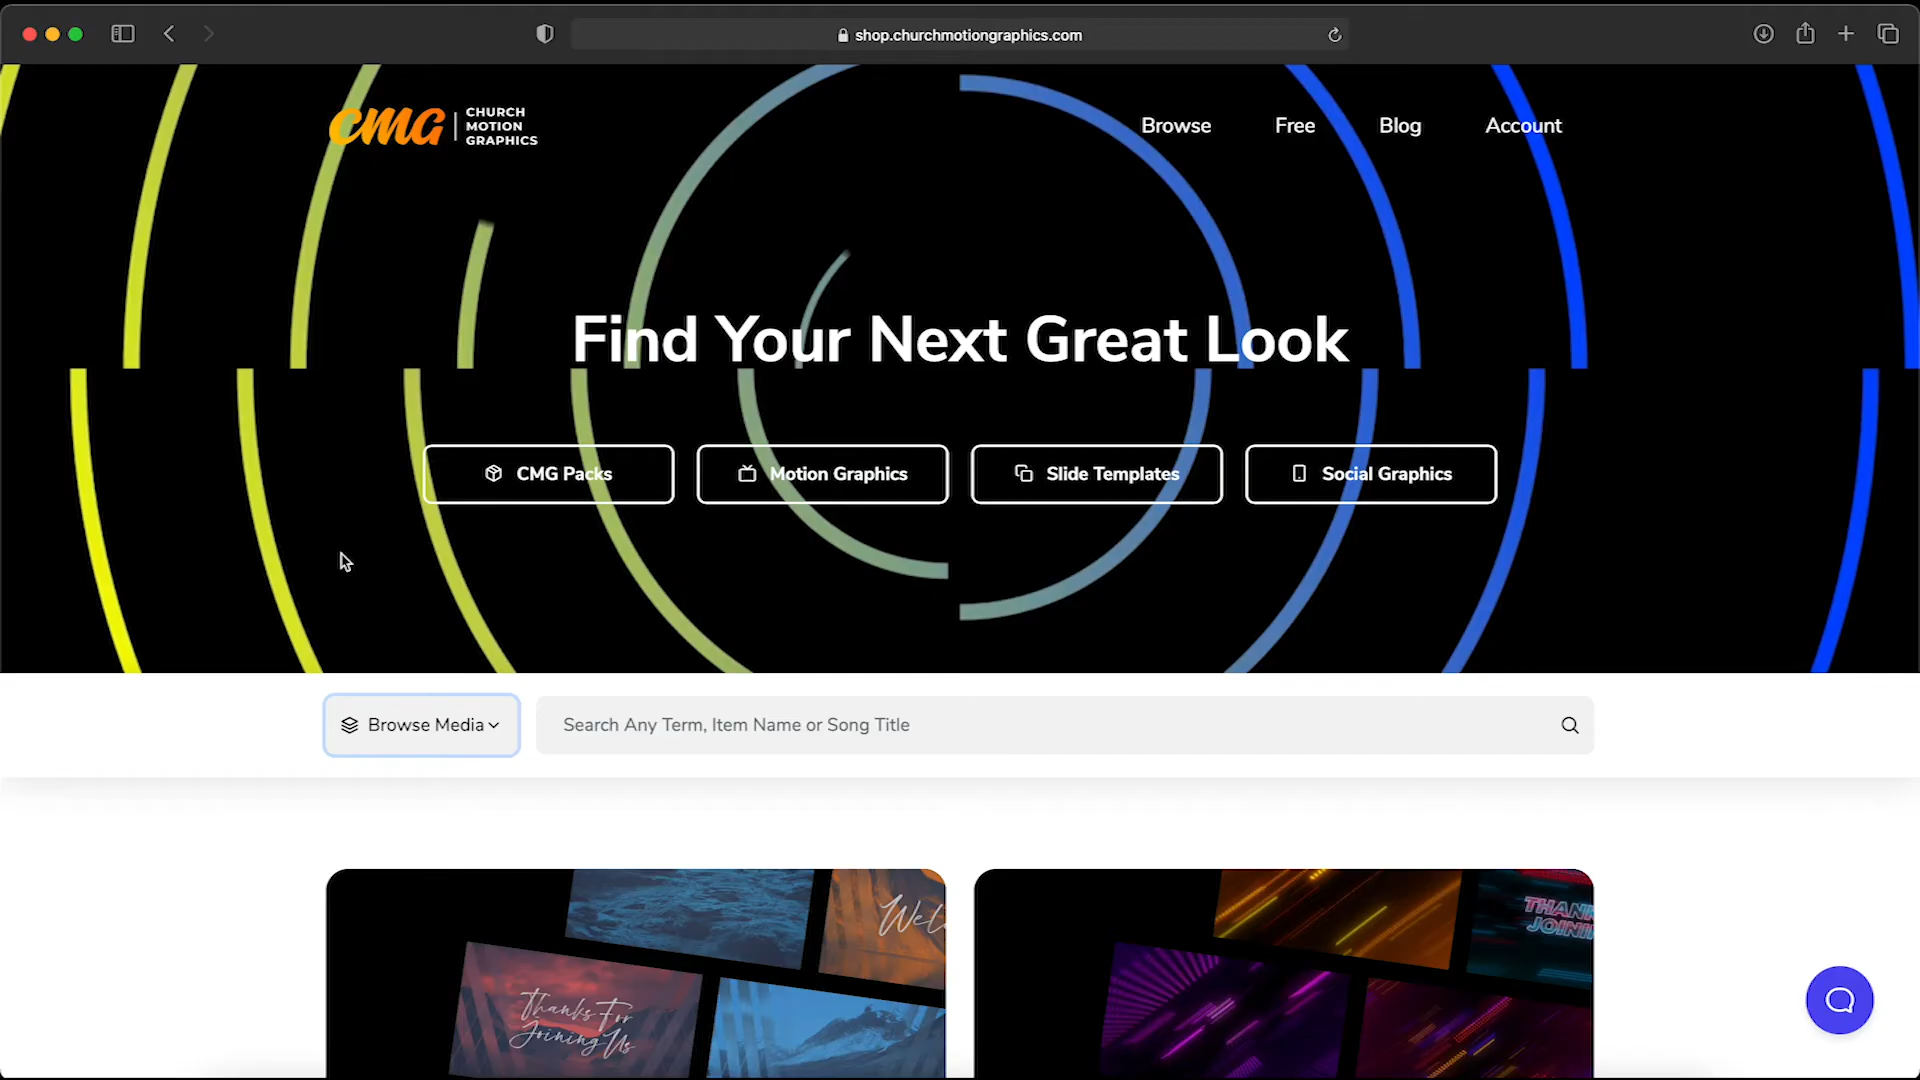 shop.churchmotiongraphics.com
CMG
CHURCH
MOTION
GRAPHICS
Browse
Free
Blog
Account
Find Your Next Great Look
CMG Packs
Motion Graphics
Slide Templates
Social Graphics
Browse Media
Search Any Term, Item Name or Song Title
Thanks For
Joining Us